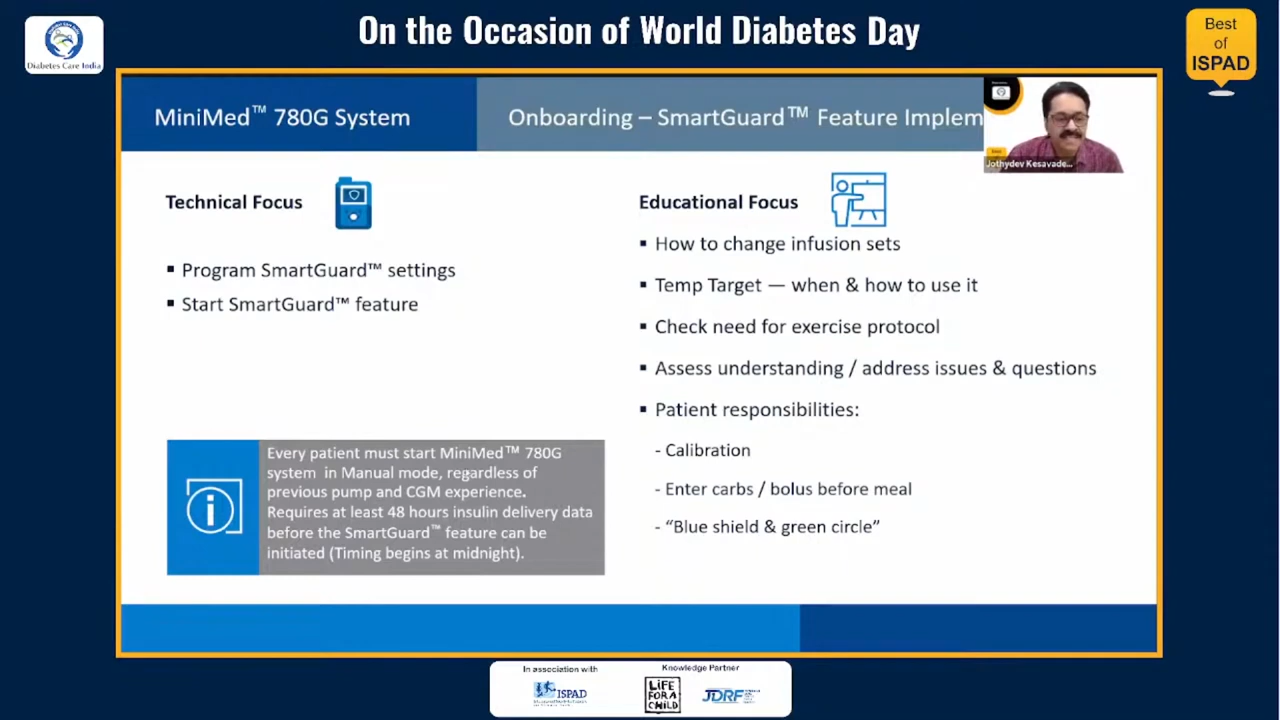 On the Occasion of World Diabetes Day
Diabetes Care India
Best
of
ISPAD
MiniMed™ 780G System
Onboarding – SmartGuard™ Feature Implem
Jothydev Kesavade...
Technical Focus
▪ Program SmartGuard™ settings
▪ Start SmartGuard™ feature
Every patient must start MiniMed™ 780G
system in Manual mode, regardless of
previous pump and CGM experience.
Requires at least 48 hours insulin delivery data
before the SmartGuard™ feature can be
initiated (Timing begins at midnight).
Educational Focus
▪ How to change infusion sets
▪ Temp Target — when & how to use it
▪ Check need for exercise protocol
▪ Assess understanding / address issues & questions
▪ Patient responsibilities:
- Calibration
- Enter carbs / bolus before meal
- “Blue shield & green circle”
In association with
ISPAD
Knowledge Partner
LIFE
FOR A
CHILD
JDRF